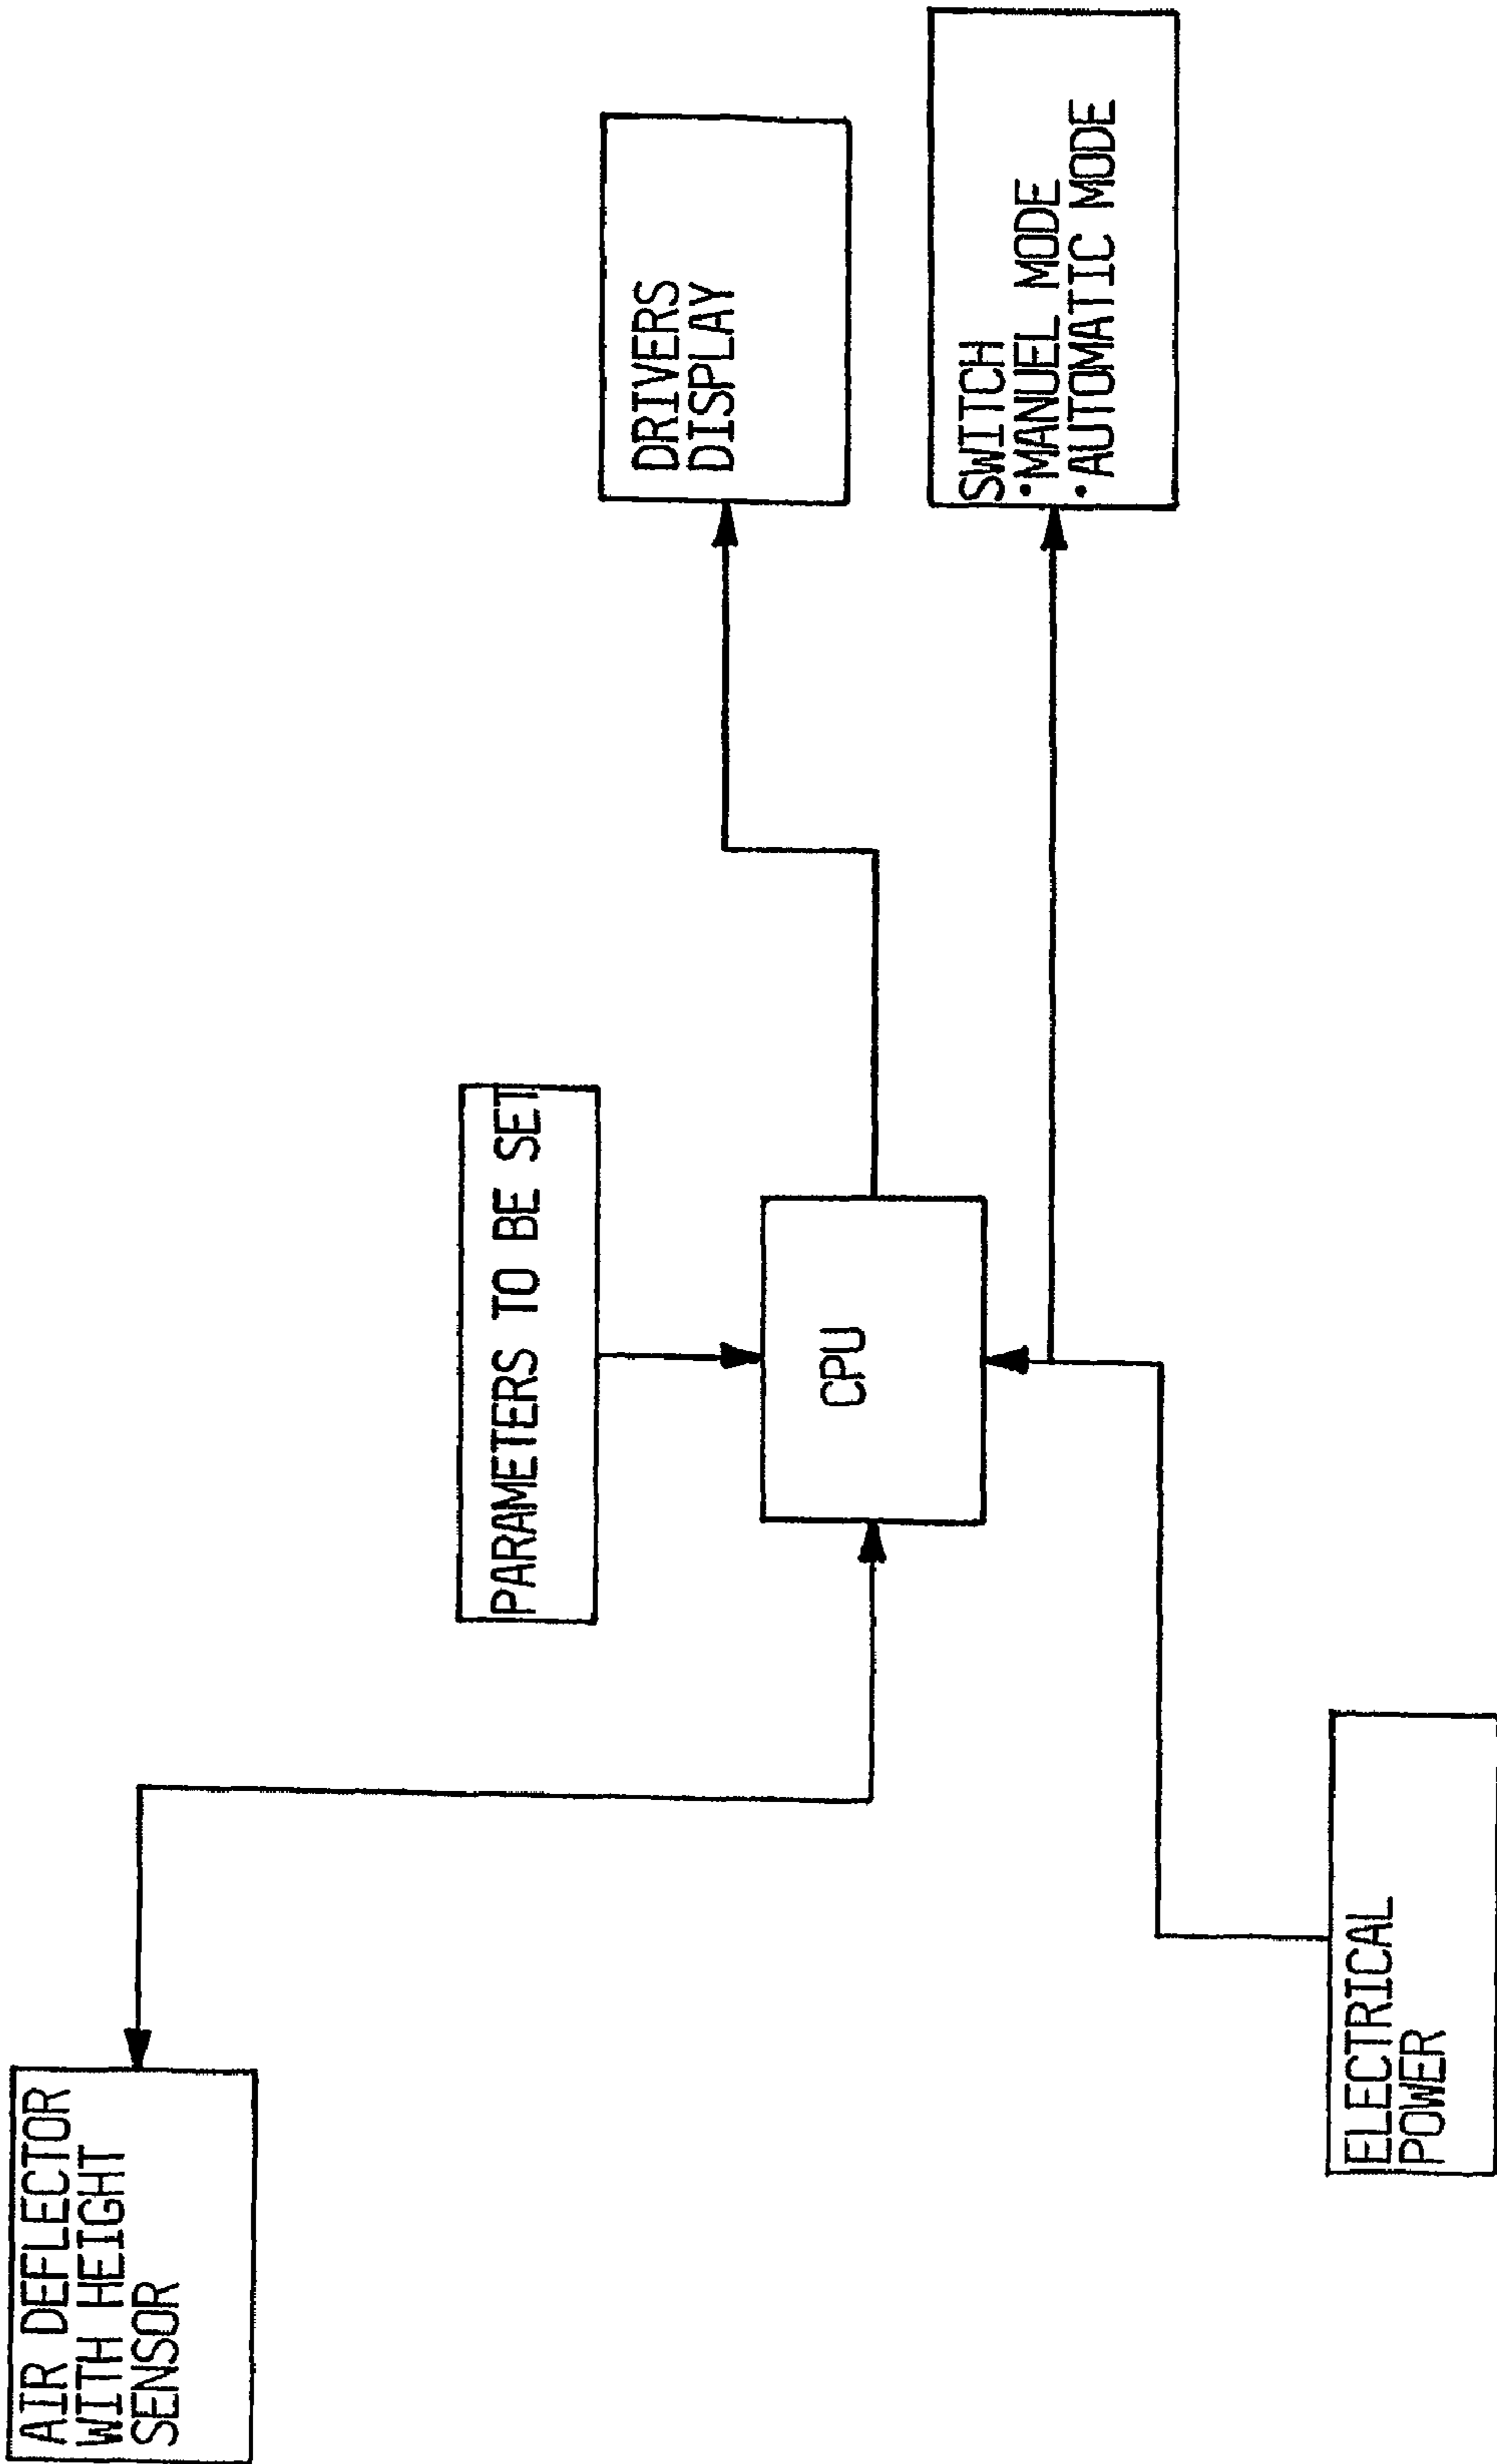 AIR DEFLECTOR
WITH HEIGHT
SENSOR
PARAMETERS TO BE SET
DRIVERS
DISPLAY
CPU
SWITCH
•MANUEL MODE
•AUTOMATIC MODE
ELECTRICAL
POWER